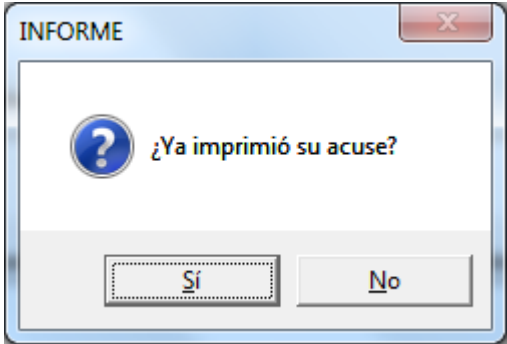 INFORME
¿Ya imprimió su acuse?
Sí
No